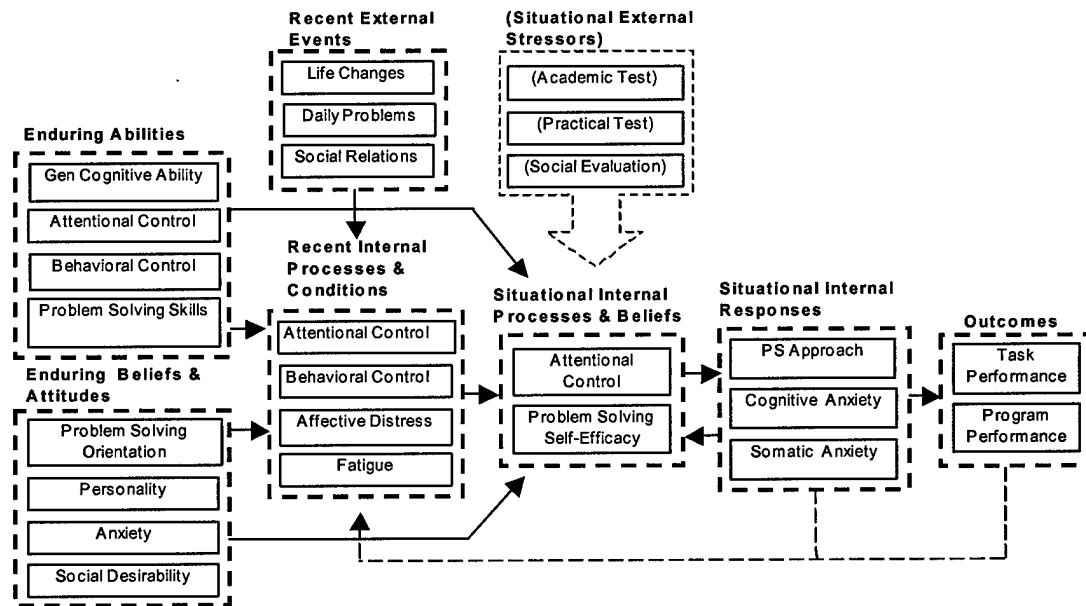 Recent External
Events
Life Changes
Daily Problems
Social Relations
(Situational External
Stressors)
(Academic Test)
(Practical Test)
(Social Evaluation)
Enduring Abilities
Gen Cognitive Ability
Attentional Control
Behavioral Control
Problem Solving Skills
Enduring Beliefs &
Attitudes
Problem Solving
Orientation
Personality
Anxiety
Social Desirability
Recent Internal
Processes &
Conditions
Attentional Control
Behavioral Control
Affective Distress
Fatigue
Situational Internal
Processes & Beliefs
Attentional
Control
Problem Solving
Self-Efficacy
Situational Internal
Responses
PS Approach
Cognitive Anxiety
Somatic Anxiety
Outcomes
Task
Performance
Program
Performance